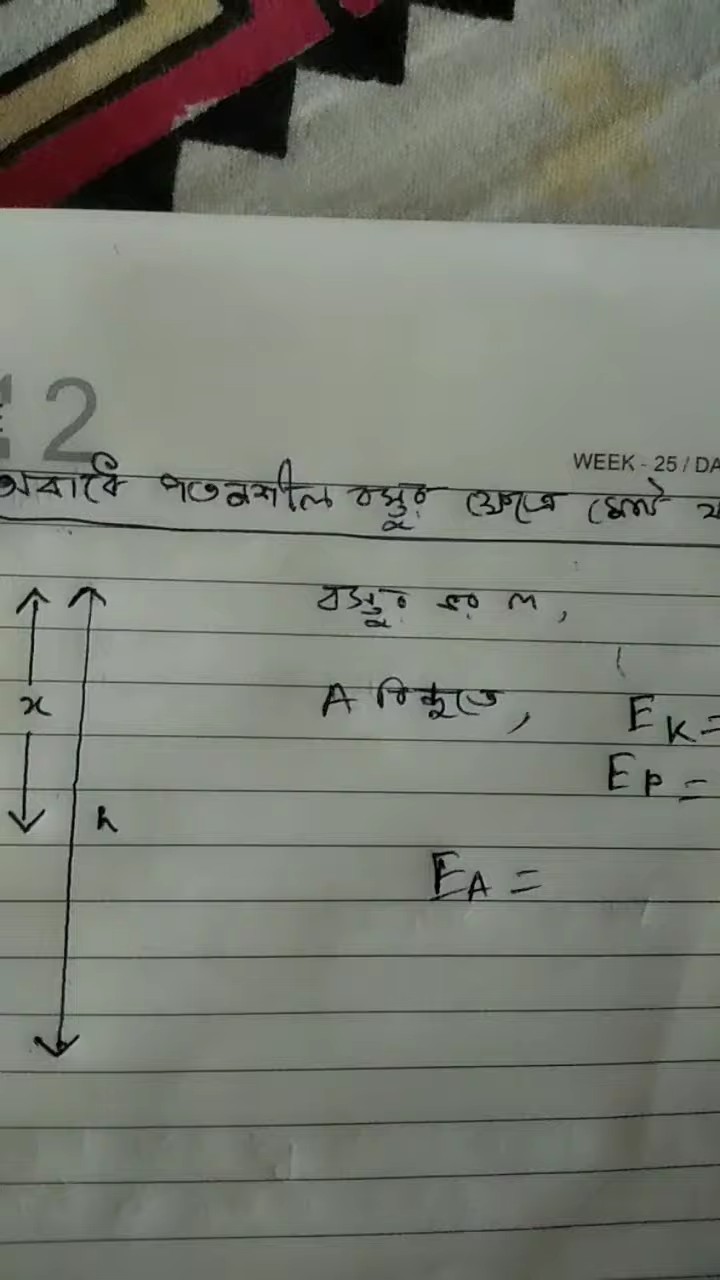 12
WEEK - 25 / DA
অবাধে পতনশীল বস্তুর ক্ষেত্রে মোট
বস্তুর ভর m,
x
A বিন্দুতে, EK =
EP =
h
EA =